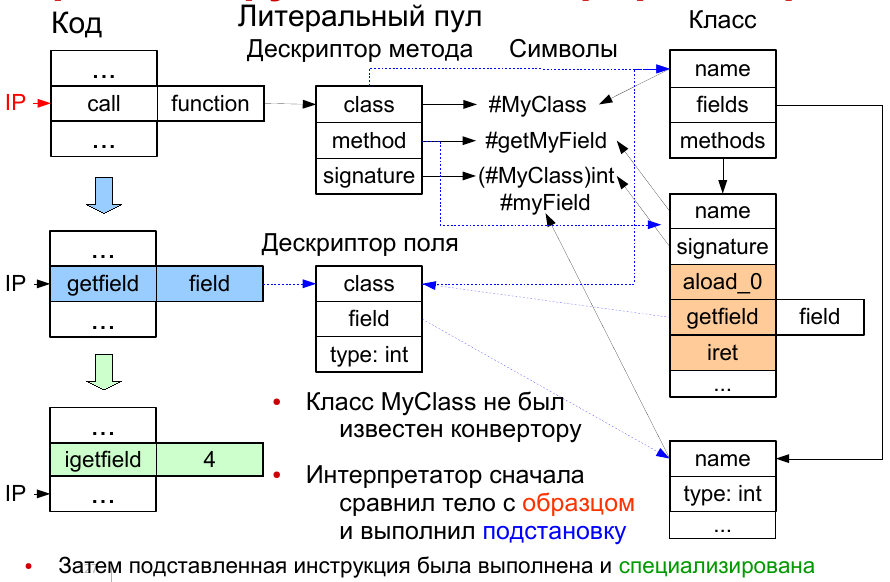 Код
Литеральный пул
Класс
Дескриптор метода
Символы
...
IP
call
function
...
class
method
signature
#MyClass
#getMyField
(#MyClass)int
#myField
name
fields
methods
name
signature
aload_0
getfield
field
iret
...
...
IP
getfield
field
...
Дескриптор поля
class
field
type: int
...
igetfield
4
IP
...
name
type: int
...
• Класс MyClass не был
известен конвертору
• Интерпретатор сначала
сравнил тело с образцом
и выполнил подстановку
• Затем подставленная инструкция была выполнена и специализирована